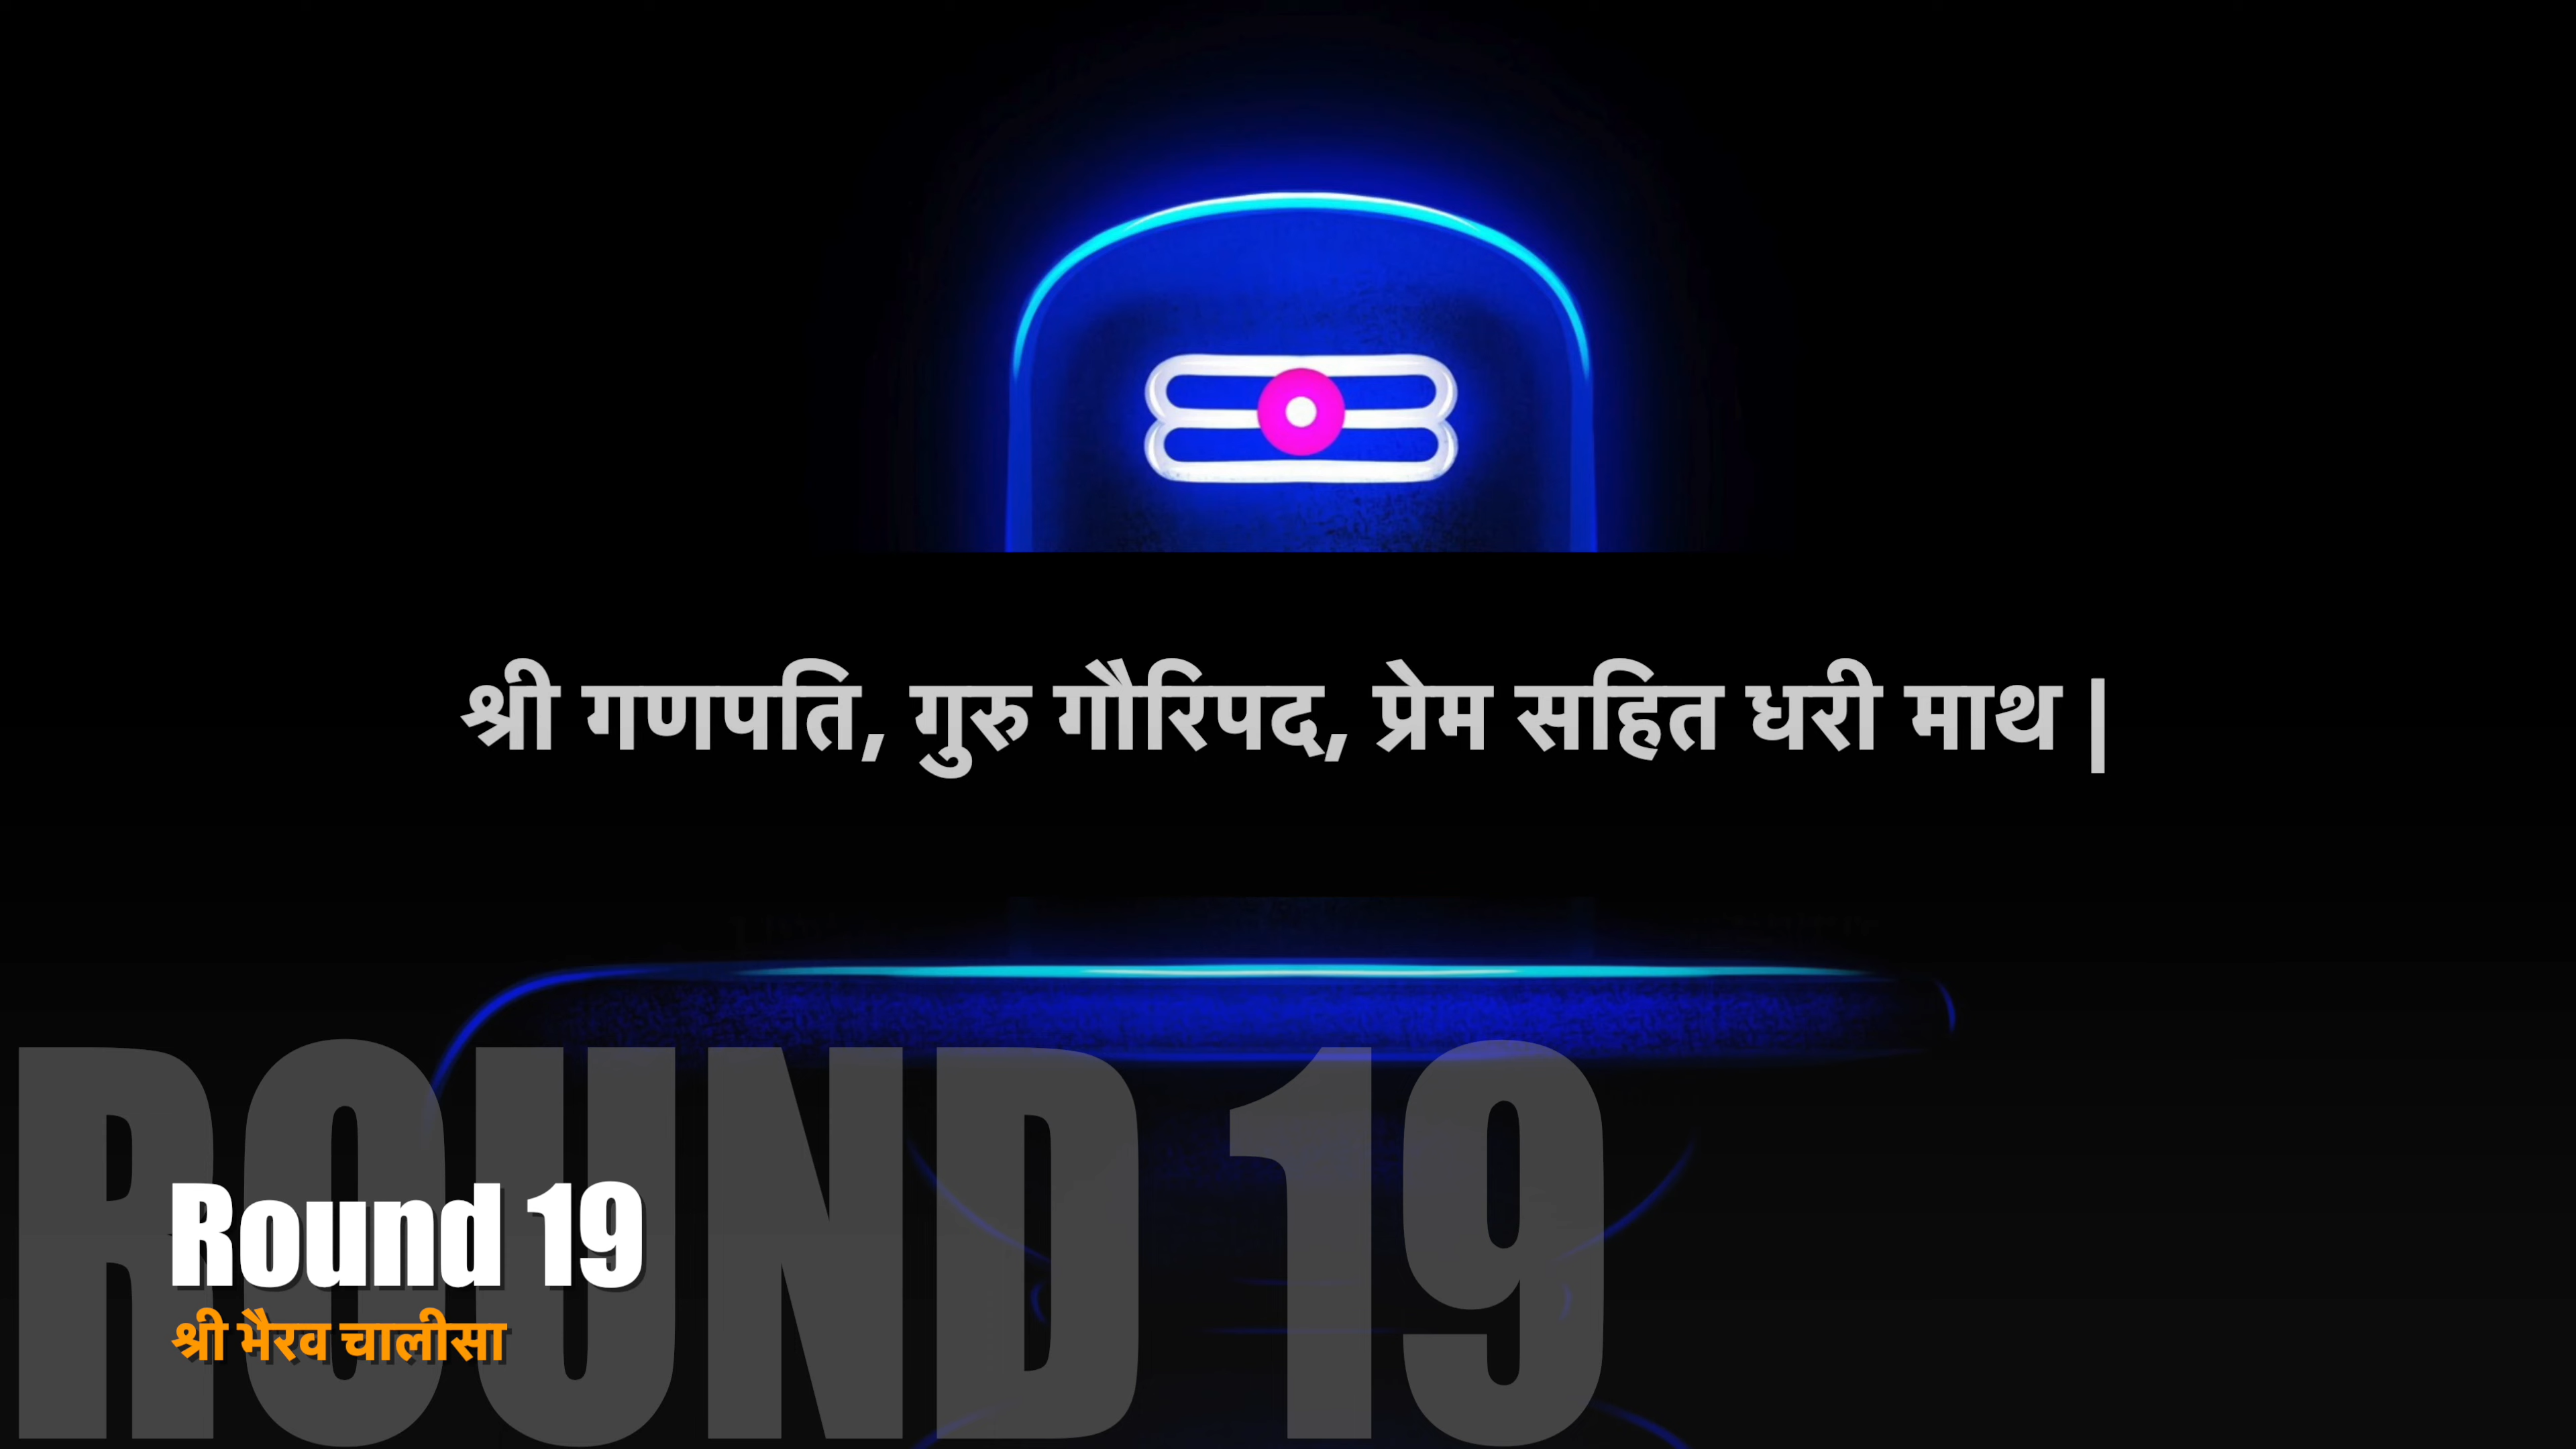 श्री गणपति, गुरु गौरिपद, प्रेम सहित धरी माथ |
ROUND 19
Round 19
श्री भैरव चालीसा